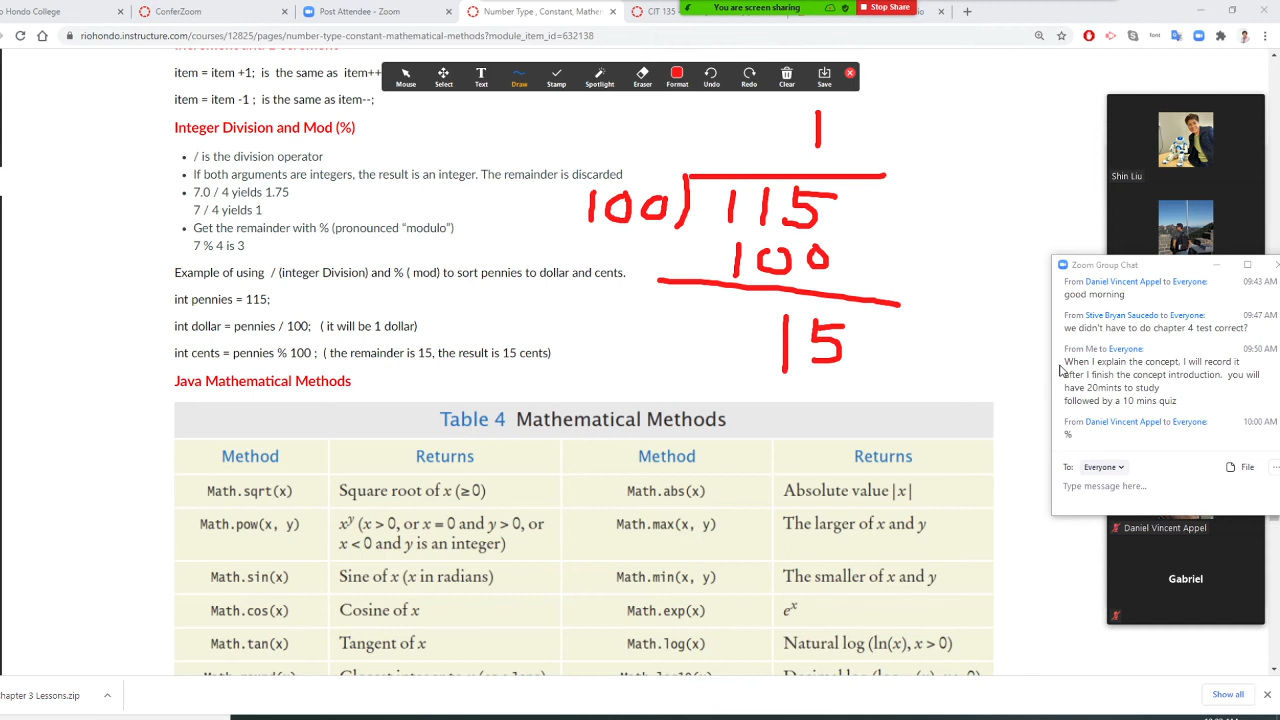 o Hondo College
ConferZoom
Post Attendee - Zoom
Number Type , Constant, Mathem
CIT 135 -
You are screen sharing
Stop Share
riohondo.instructure.com/courses/12825/pages/number-type-constant-mathematical-methods?module_item_id=632138
item = item +1; is the same as item++
item = item -1 ; is the same as item--;
Mouse
Select
Text
Draw
Stamp
Spotlight
Eraser
Format
Undo
Redo
Clear
Save
Integer Division and Mod (%)
/ is the division operator
If both arguments are integers, the result is an integer. The remainder is discarded
7.0 / 4 yields 1.75
7 / 4 yields 1
Get the remainder with % (pronounced “modulo”)
7 % 4 is 3
Example of using / (integer Division) and % ( mod) to sort pennies to dollar and cents.
int pennies = 115;
int dollar = pennies / 100; ( it will be 1 dollar)
int cents = pennies % 100 ; ( the remainder is 15, the result is 15 cents)
1
100) 115
100
15
Java Mathematical Methods
Table 4 Mathematical Methods
Method Returns Method Returns
Math.sqrt(x) Square root of x (≥ 0) Math.abs(x) Absolute value |x|
Math.pow(x, y) xʸ (x > 0, or x = 0 and y > 0, or Math.max(x, y) The larger of x and y
x < 0 and y is an integer)
Math.sin(x) Sine of x (x in radians) Math.min(x, y) The smaller of x and y
Math.cos(x) Cosine of x Math.exp(x) eˣ
Math.tan(x) Tangent of x Math.log(x) Natural log (ln(x), x > 0)
Shin Liu
Zoom Group Chat
From Daniel Vincent Appel to Everyone: 09:43 AM
good morning
From Stive Bryan Saucedo to Everyone: 09:47 AM
we didn't have to do chapter 4 test correct?
From Me to Everyone: 09:50 AM
When I explain the concept, I will record it
after I finish the concept introduction. you will
have 20mints to study
followed by a 10 mins quiz
From Daniel Vincent Appel to Everyone: 10:00 AM
%
To: Everyone
File
Type message here...
Daniel Vincent Appel
Gabriel
hapter 3 Lessons.zip
Show all